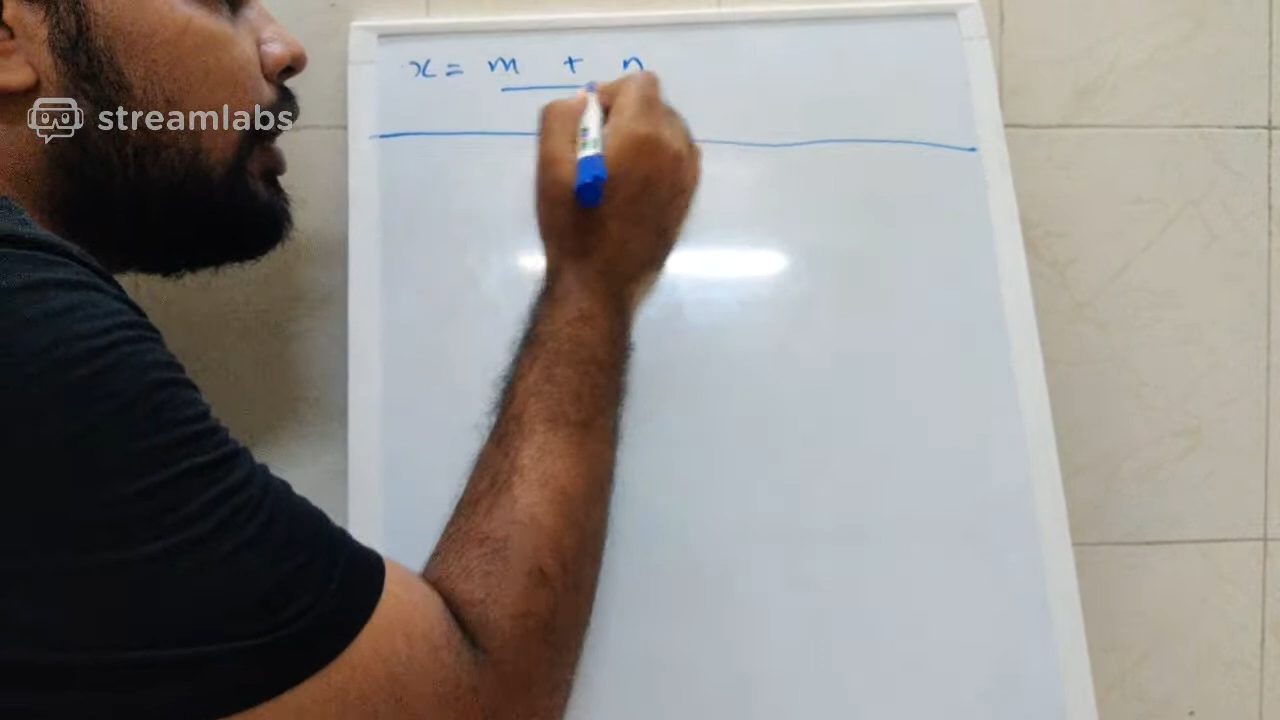 x = m + n
streamlabs